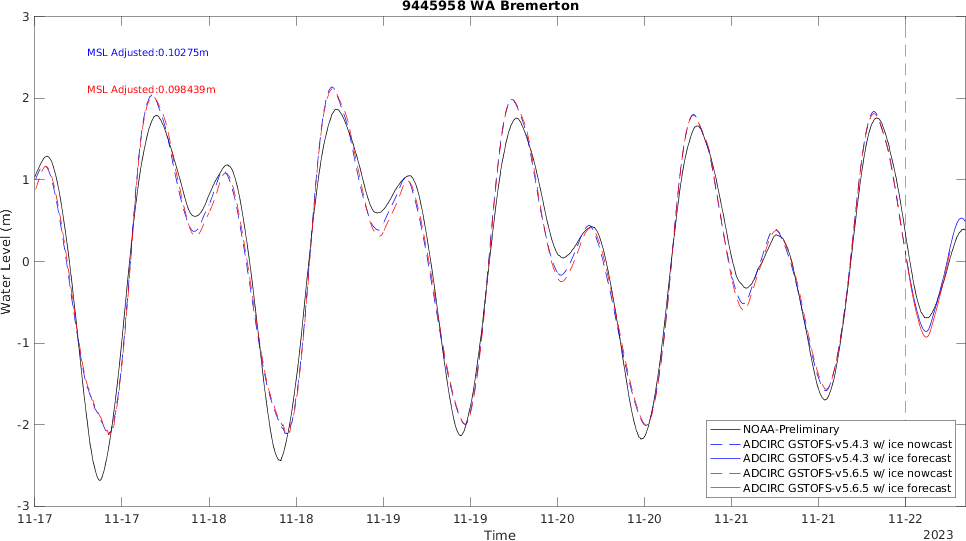 9445958 WA Bremerton
MSL Adjusted:0.10275m
MSL Adjusted:0.098439m
Water Level (m)
3
2
1
0
-1
-2
-3
NOAA-Preliminary
ADCIRC GSTOFS-v5.4.3 w/ ice nowcast
ADCIRC GSTOFS-v5.4.3 w/ ice forecast
ADCIRC GSTOFS-v5.6.5 w/ ice nowcast
ADCIRC GSTOFS-v5.6.5 w/ ice forecast
11-17 11-17 11-18 11-18 11-19 11-19 11-20 11-20 11-21 11-21 11-22
Time
2023